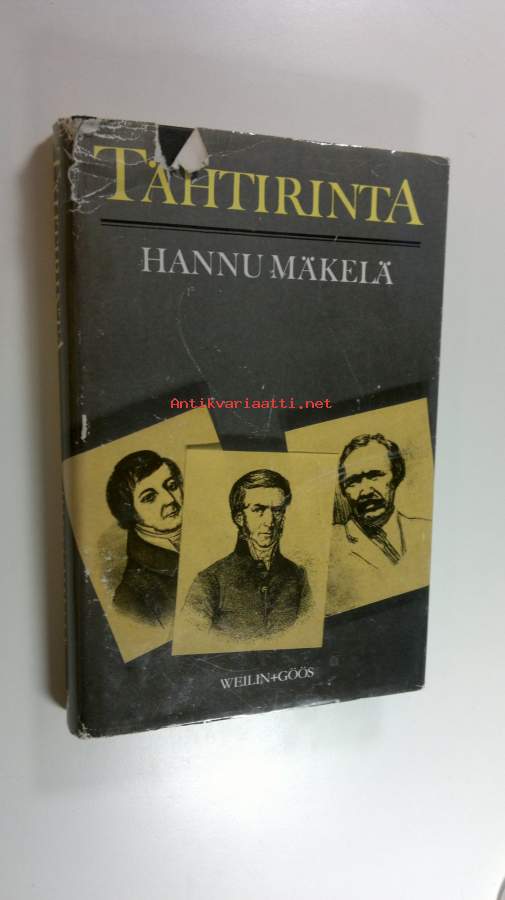 TÄHTIRINTA
HANNU MÄKELÄ
Antikvariaatti.net
WEILIN+GÖÖS